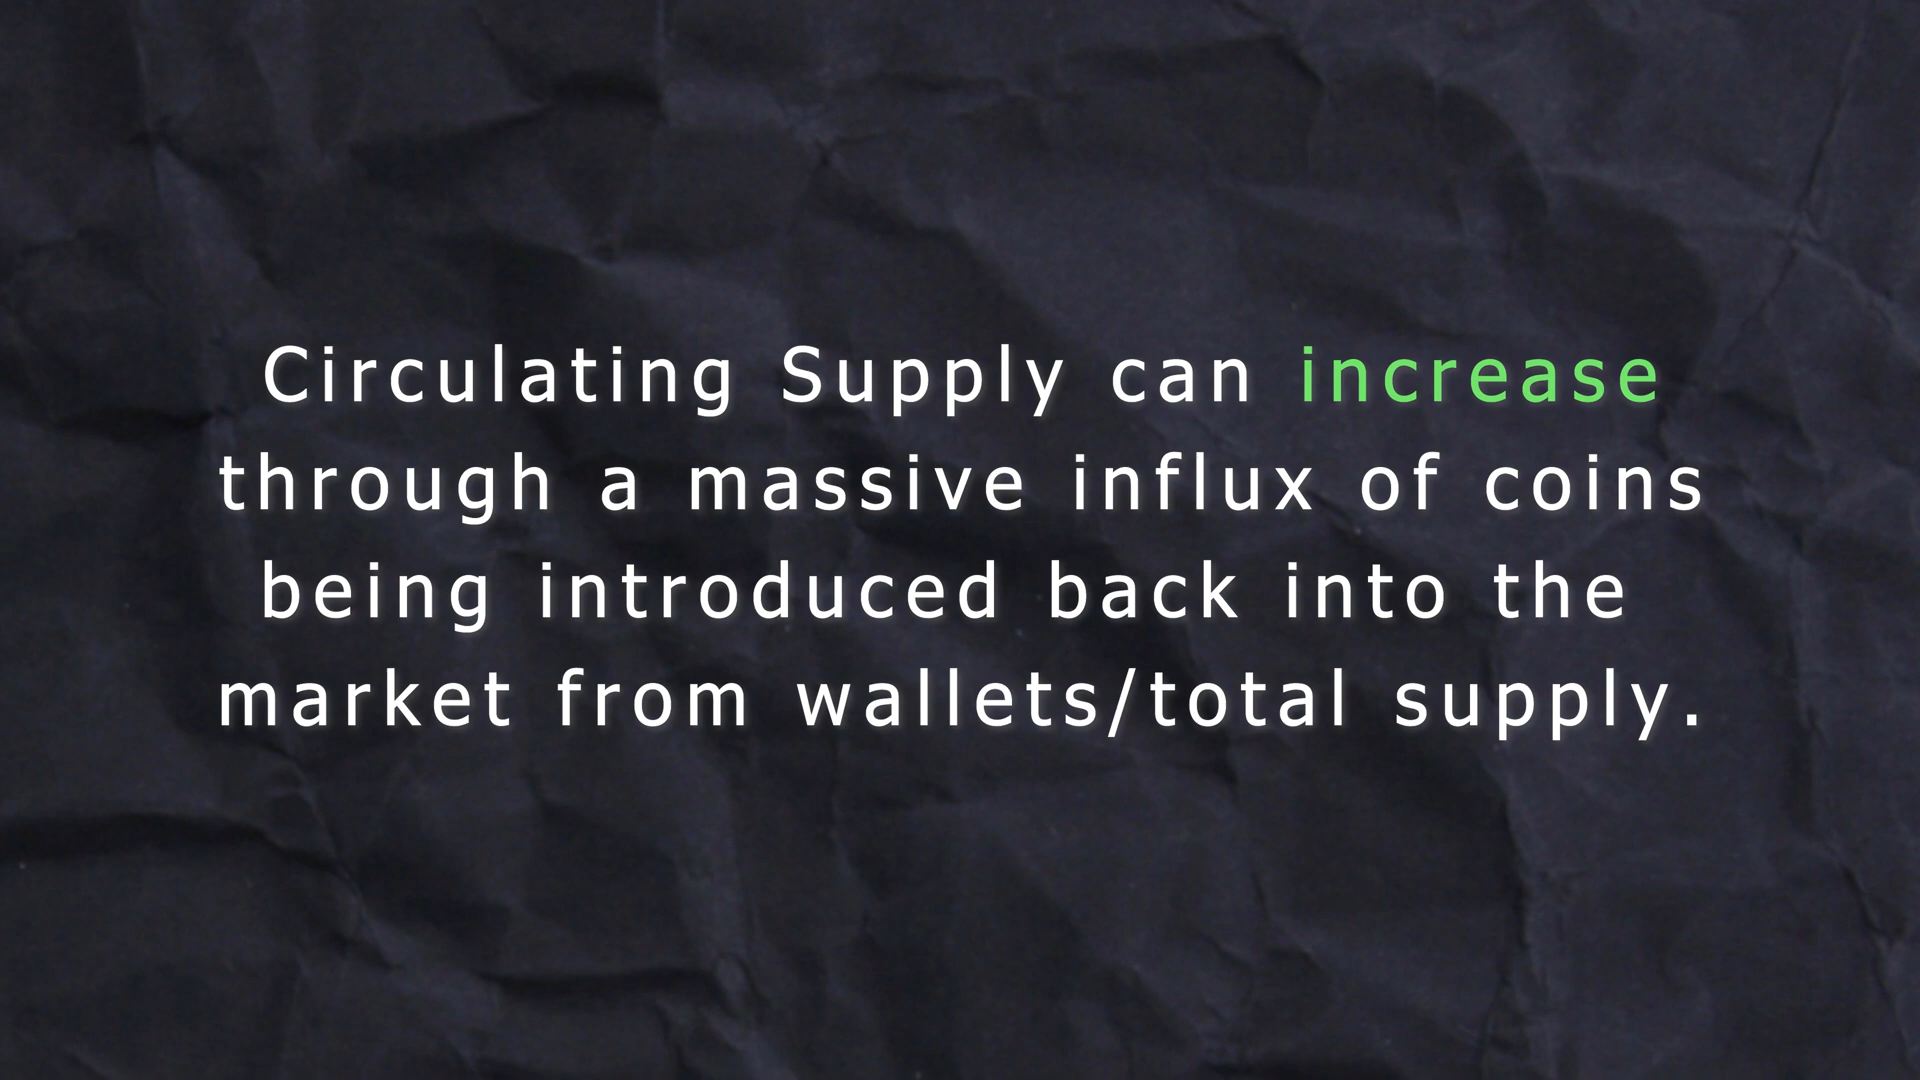 Circulating Supply can increase
through a massive influx of coins
being introduced back into the
market from wallets/total supply.